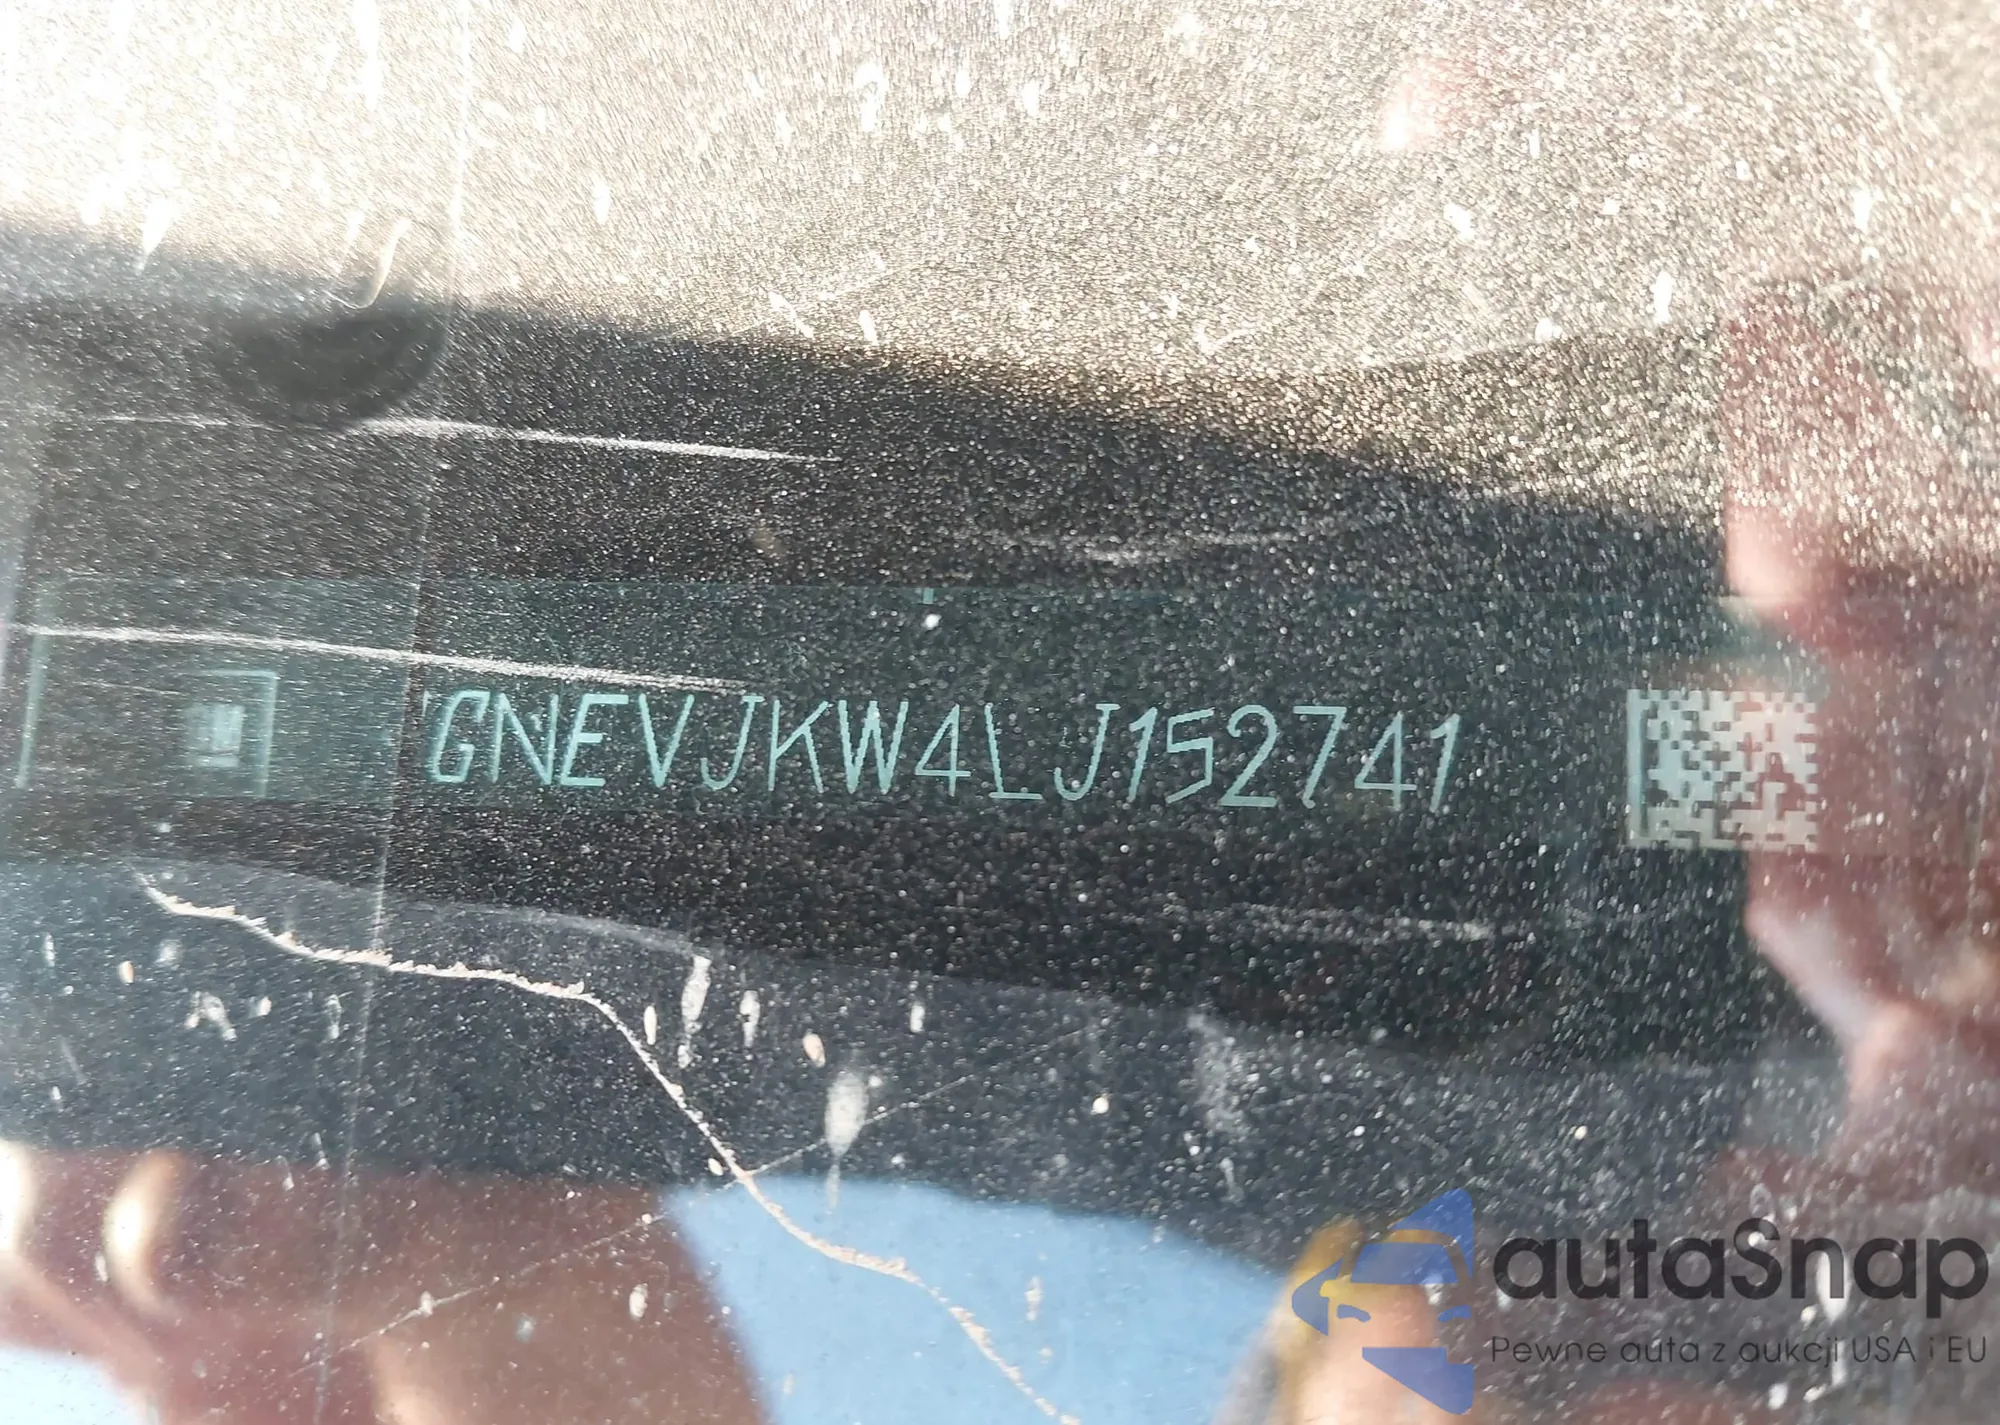 GNEVJKW4LJ152741
autaSnap
Pewne auta z aukcji USA i EU